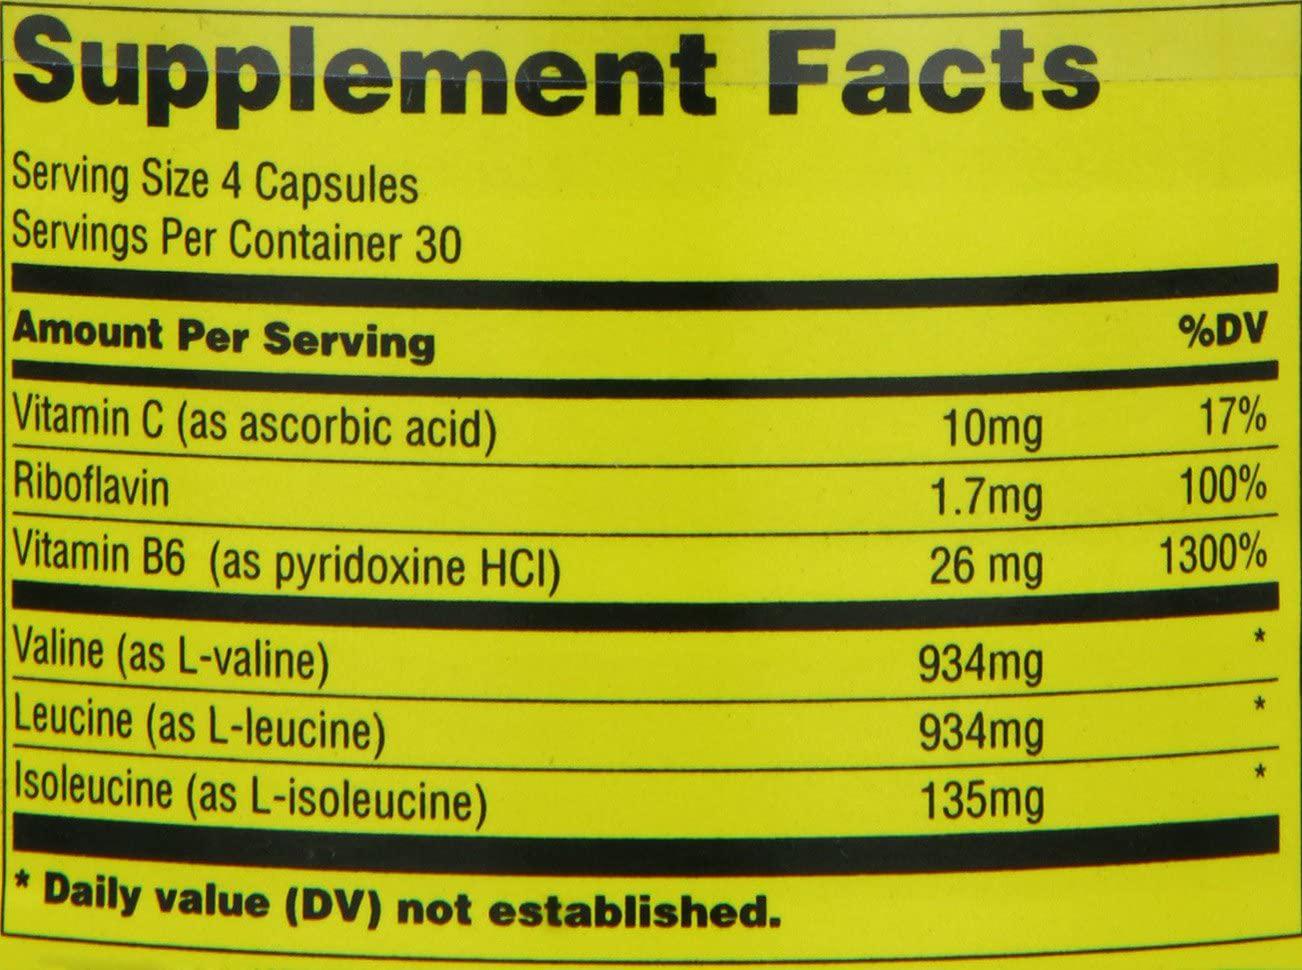 Supplement Facts
Serving Size 4 Capsules
Servings Per Container 30
Amount Per Serving %DV
Vitamin C (as ascorbic acid) 10mg 17%
Riboflavin 1.7mg 100%
Vitamin B6 (as pyridoxine HCl) 26 mg 1300%
Valine (as L-valine) 934mg *
Leucine (as L-leucine) 934mg *
Isoleucine (as L-isoleucine) 135mg *
* Daily value (DV) not established.